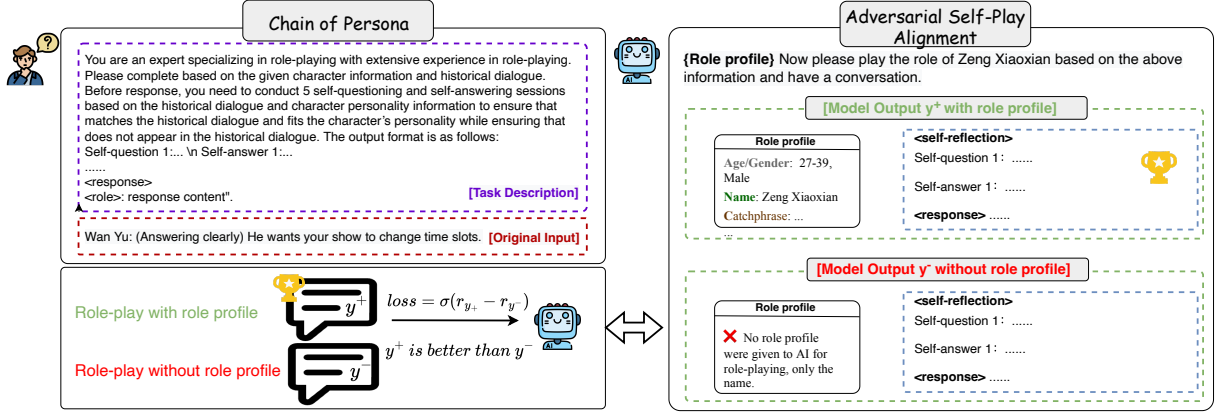 Chain of Persona
?
You are an expert specializing in role-playing with extensive experience in role-playing.
Please complete based on the given character information and historical dialogue.
Before response, you need to conduct 5 self-questioning and self-answering sessions
based on the historical dialogue and character personality information to ensure that
matches the historical dialogue and fits the character's personality while ensuring that
does not appear in the historical dialogue. The output format is as follows:
Self-question 1:... \n Self-answer 1:...
......
<response>
<role>: response content".
[Task Description]
Wan Yu: (Answering clearly) He wants your show to change time slots. [Original Input]
Role-play with role profile
y⁺
loss = σ(r_{y₊} − r_{y⁻})
AI
y⁺ is better than y⁻
Role-play without role profile
y⁻
Adversarial Self-Play
Alignment
AI
{Role profile} Now please play the role of Zeng Xiaoxian based on the above
information and have a conversation.
[Model Output y⁺ with role profile]
Role profile
Age/Gender: 27-39,
Male
Name: Zeng Xiaoxian
Catchphrase: ...
...
<self-reflection>
Self-question 1: ......
Self-answer 1: ......
<response> ......
[Model Output y⁻ without role profile]
Role profile
❌ No role profile
were given to AI for
role-playing, only the
name.
<self-reflection>
Self-question 1: ......
Self-answer 1: ......
<response> ......